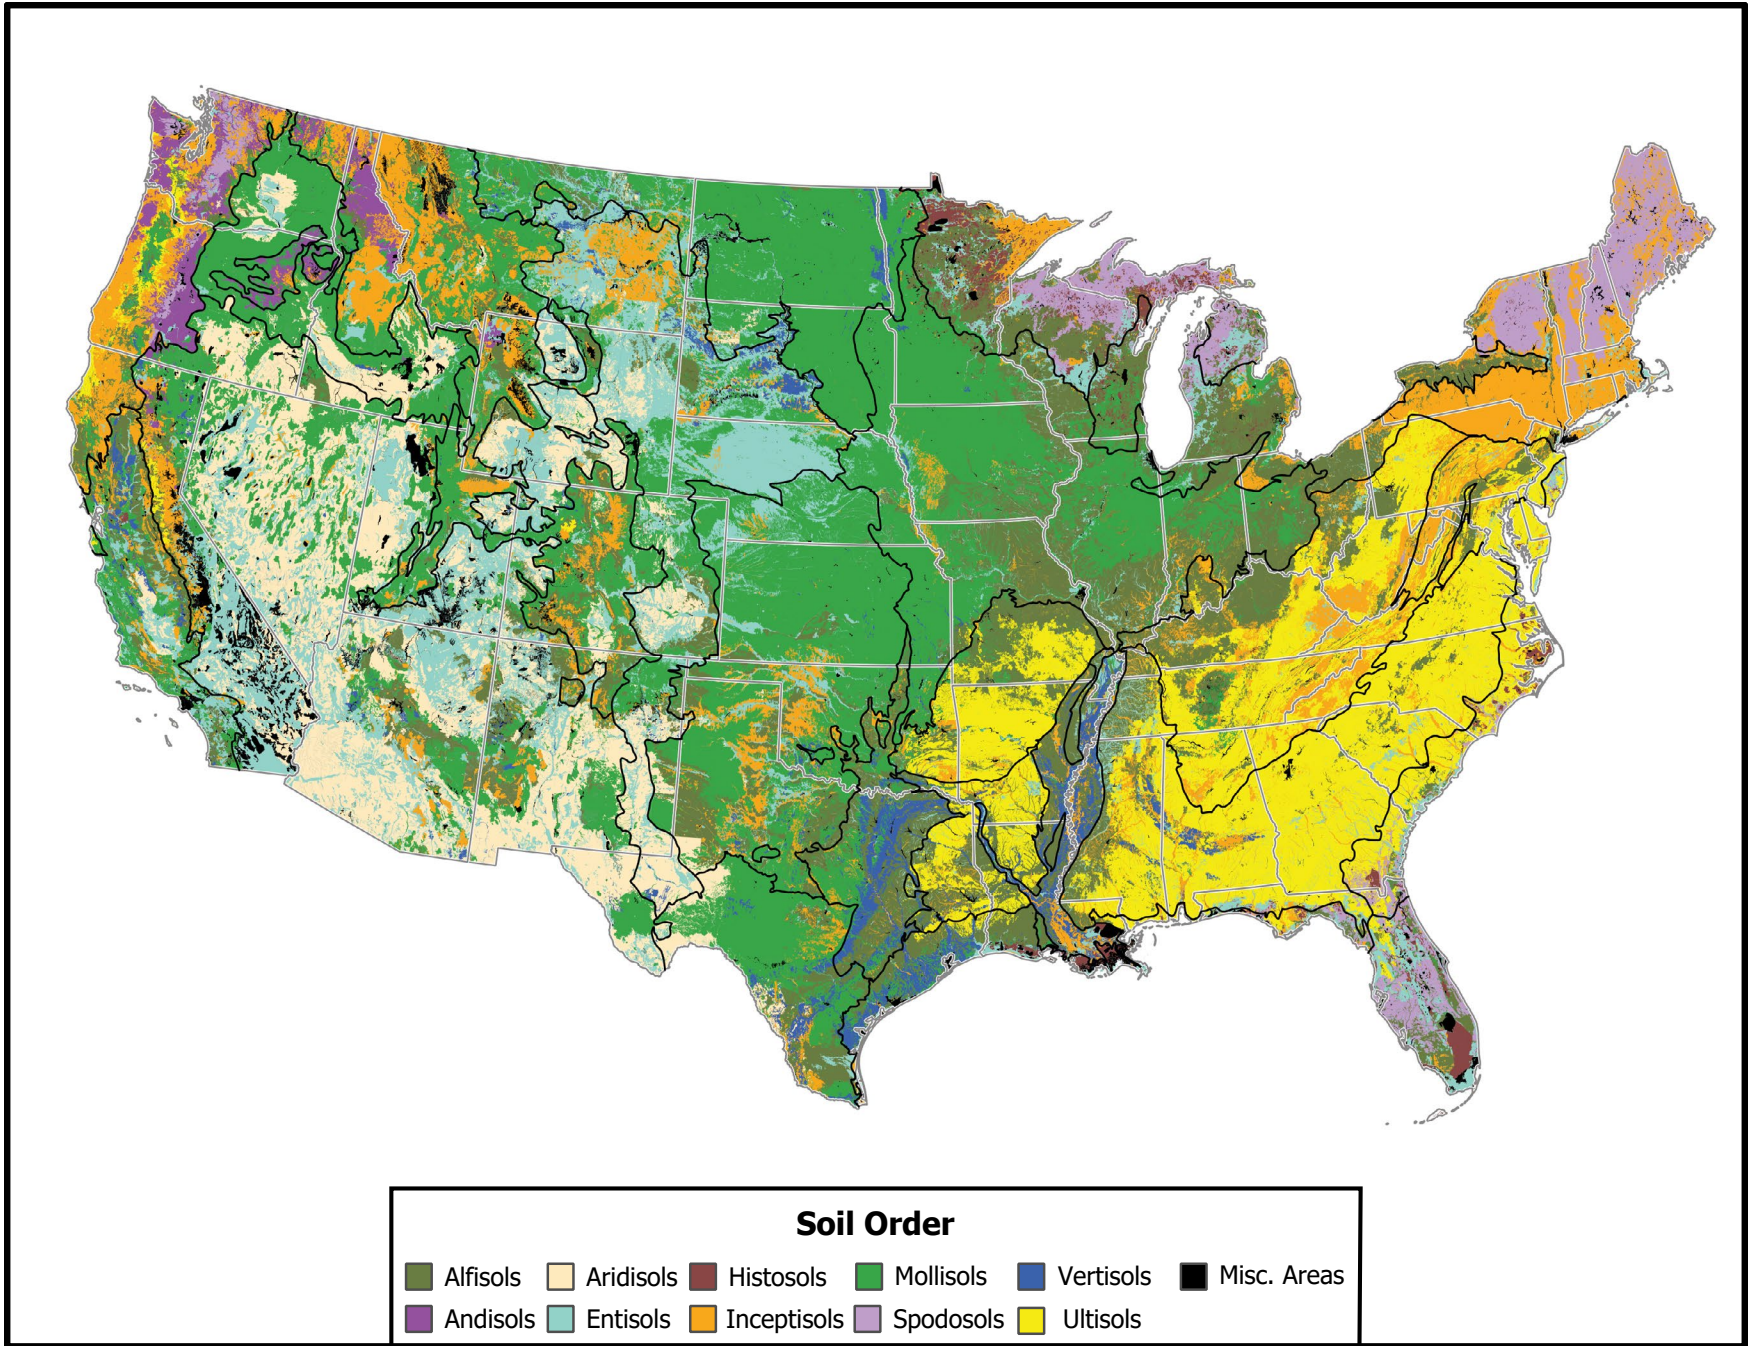 Soil Order
Alfisols Aridisols Histosols Mollisols Vertisols Misc. Areas
Andisols Entisols Inceptisols Spodosols Ultisols